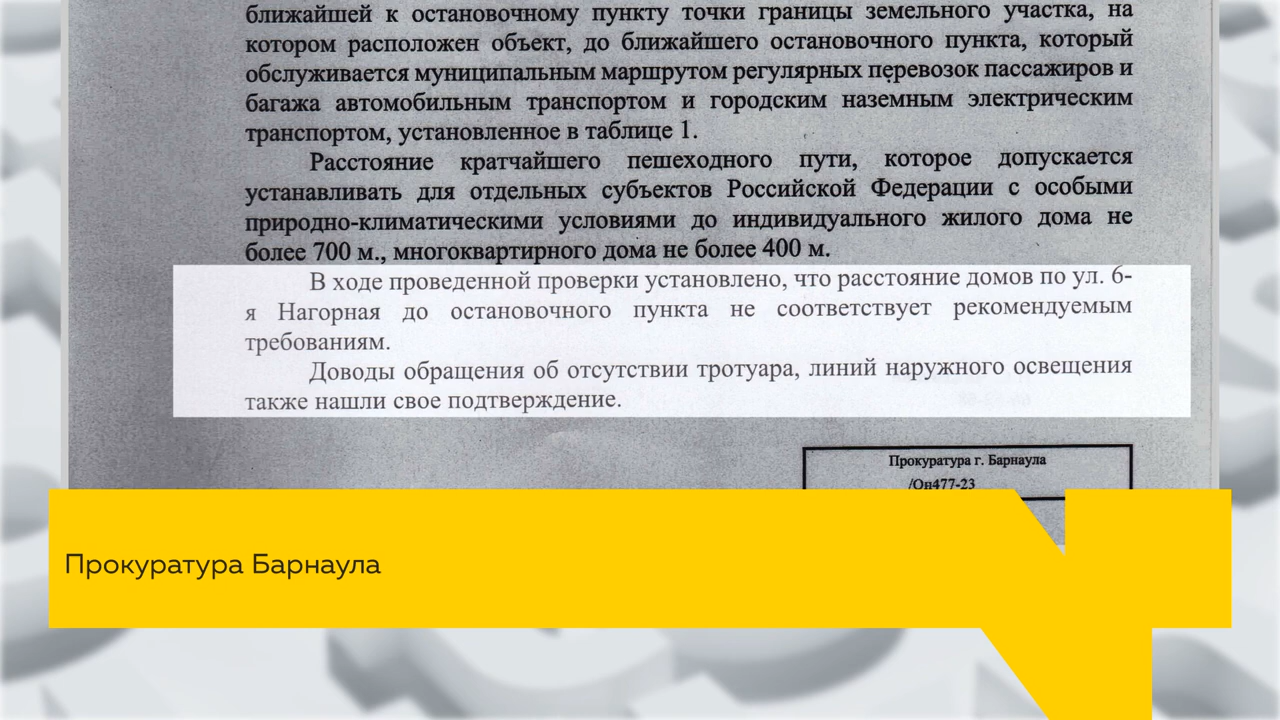 ближайшей к остановочному пункту точки границы земельного участка, на
котором расположен объект, до ближайшего остановочного пункта, который
обслуживается муниципальным маршрутом регулярных перевозок пассажиров и
багажа автомобильным транспортом и городским наземным электрическим
транспортом, установленное в таблице 1.
Расстояние кратчайшего пешеходного пути, которое допускается
устанавливать для отдельных субъектов Российской Федерации с особыми
природно-климатическими условиями до индивидуального жилого дома не
более 700 м., многоквартирного дома не более 400 м.
В ходе проведенной проверки установлено, что расстояние домов по ул. 6-
я Нагорная до остановочного пункта не соответствует рекомендуемым
требованиям.
Доводы обращения об отсутствии тротуара, линий наружного освещения
также нашли свое подтверждение.
Прокуратура г. Барнаула
/Он477-23
Прокуратура Барнаула